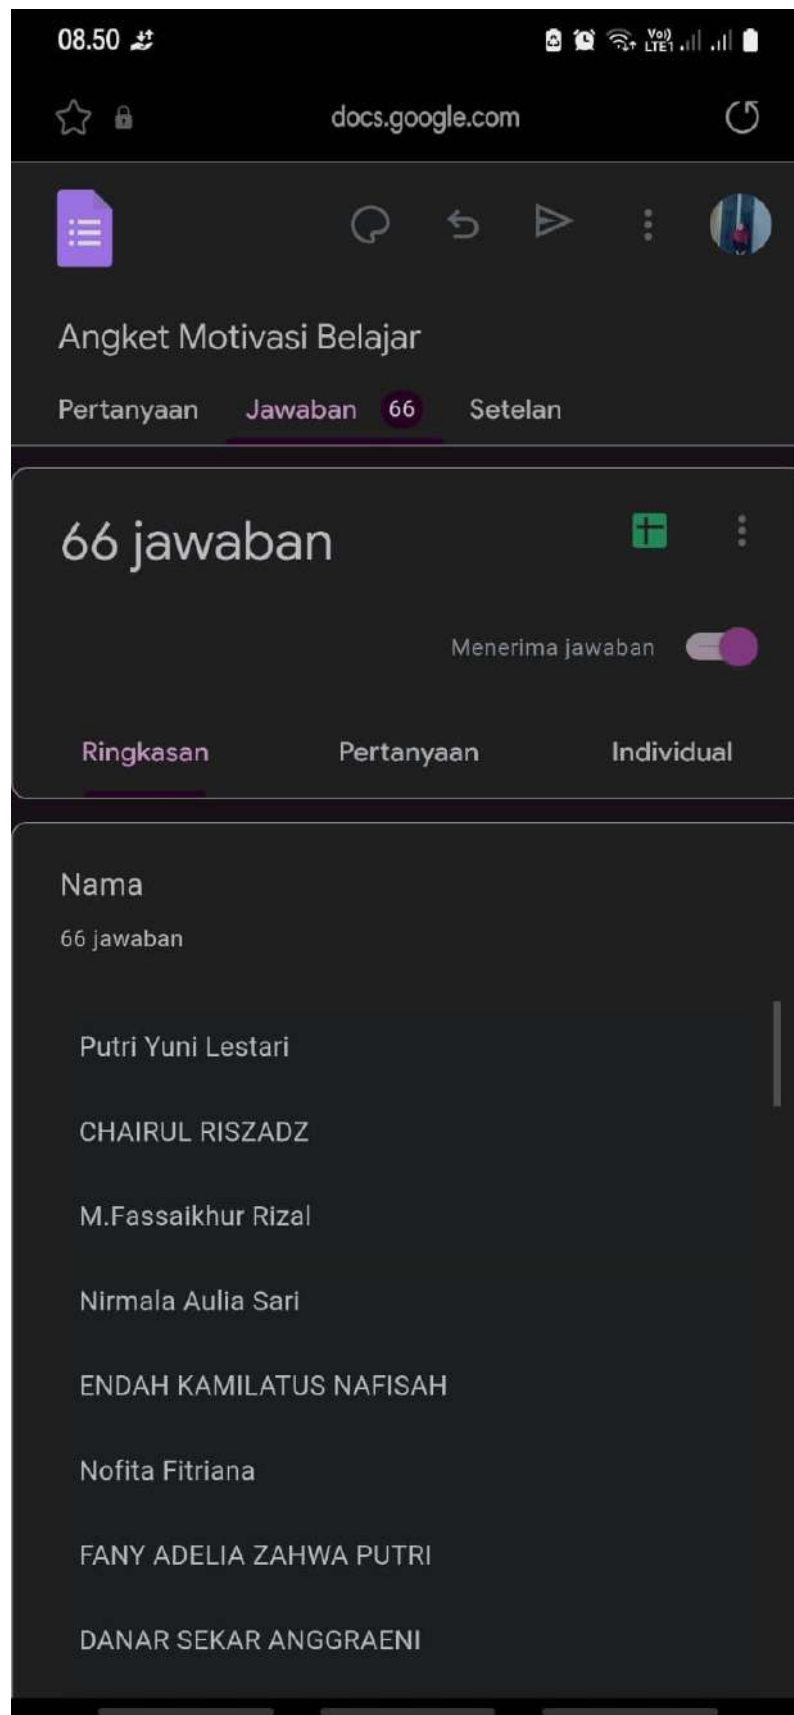 08.50
Vo))
LTE1
docs.google.com
Angket Motivasi Belajar
Pertanyaan Jawaban 66 Setelan
66 jawaban
Menerima jawaban
Ringkasan Pertanyaan Individual
Nama
66 jawaban
Putri Yuni Lestari
CHAIRUL RISZADZ
M.Fassaikhur Rizal
Nirmala Aulia Sari
ENDAH KAMILATUS NAFISAH
Nofita Fitriana
FANY ADELIA ZAHWA PUTRI
DANAR SEKAR ANGGRAENI